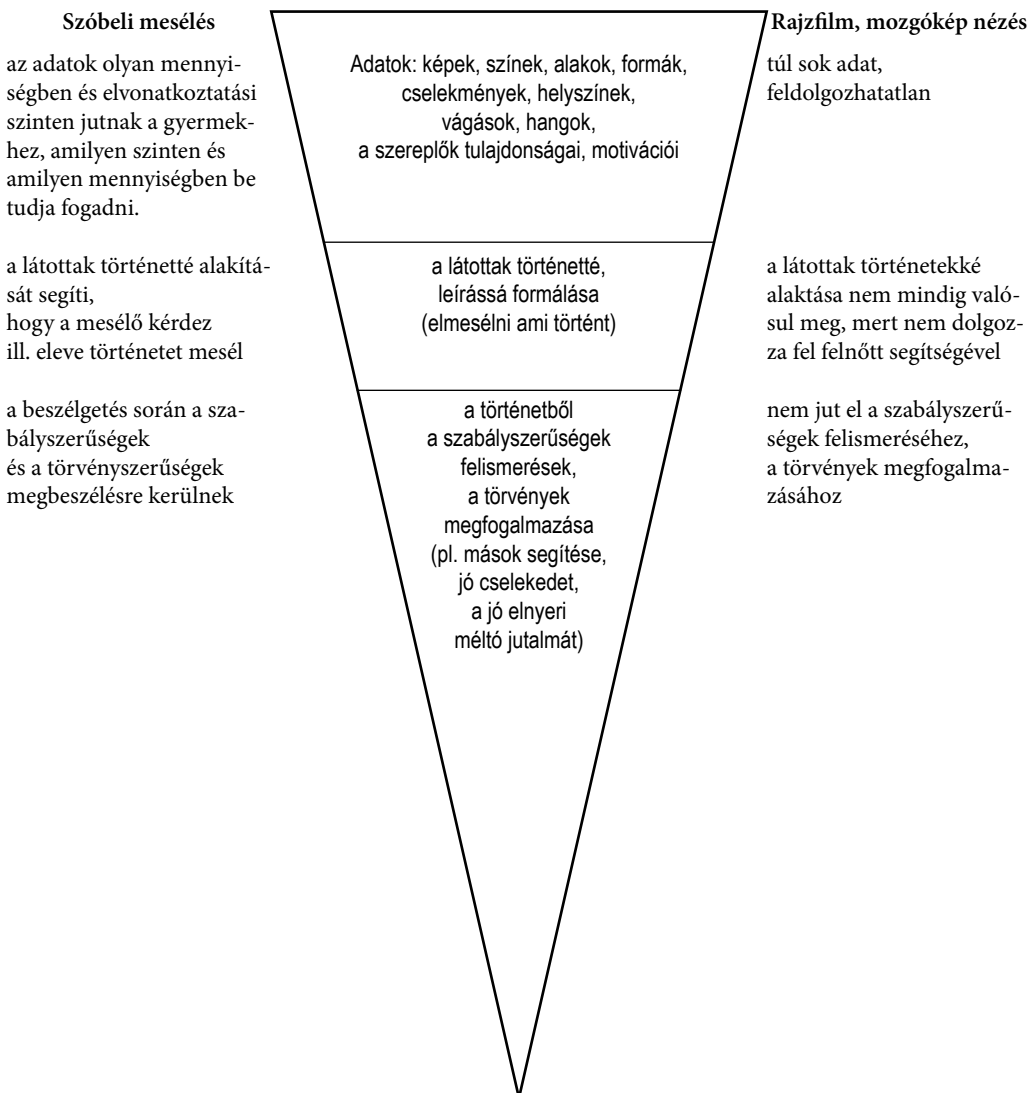 Szóbeli mesélés
az adatok olyan mennyi-
ségben és elvonatkoztatási
szinten jutnak a gyermek-
hez, amilyen szinten és
amilyen mennyiségben be
tudja fogadni.
a látottak történetté alakítá-
sát segíti,
hogy a mesélő kérdez
ill. eleve történetet mesél
a beszélgetés során a sza-
bályszerűségek
és a törvényszerűségek
megbeszélésre kerülnek
Adatok: képek, színek, alakok, formák,
cselekmények, helyszínek,
vágások, hangok,
a szereplők tulajdonságai, motivációi
a látottak történetté,
leírássá formálása
(elmesélni ami történt)
a történetből
a szabályszerűségek
felismerések,
a törvények
megfogalmazása
(pl. mások segítése,
jó cselekedet,
a jó elnyeri
méltó jutalmát)
Rajzfilm, mozgókép nézés
túl sok adat,
feldolgozhatatlan
a látottak történetekké
alaktása nem mindig való-
sul meg, mert nem dolgoz-
za fel felnőtt segítségével
nem jut el a szabályszerű-
ségek felismeréséhez,
a törvények megfogalma-
zásához